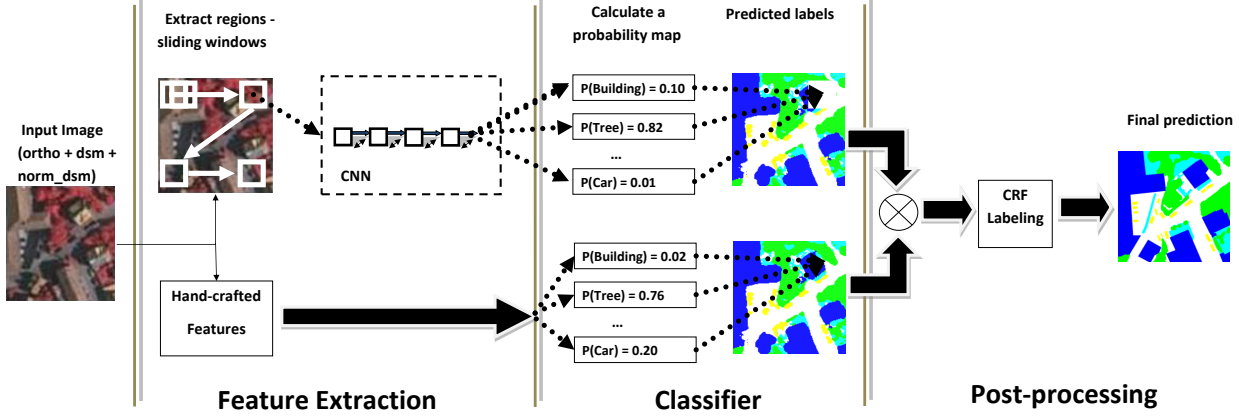 Input Image
(ortho + dsm +
norm_dsm)
Extract regions -
sliding windows
CNN
Hand-crafted
Features
Feature Extraction
Calculate a
probability map
Predicted labels
P(Building) = 0.10
P(Tree) = 0.82
...
P(Car) = 0.01
P(Building) = 0.02
P(Tree) = 0.76
...
P(Car) = 0.20
Classifier
CRF
Labeling
Final prediction
Post-processing